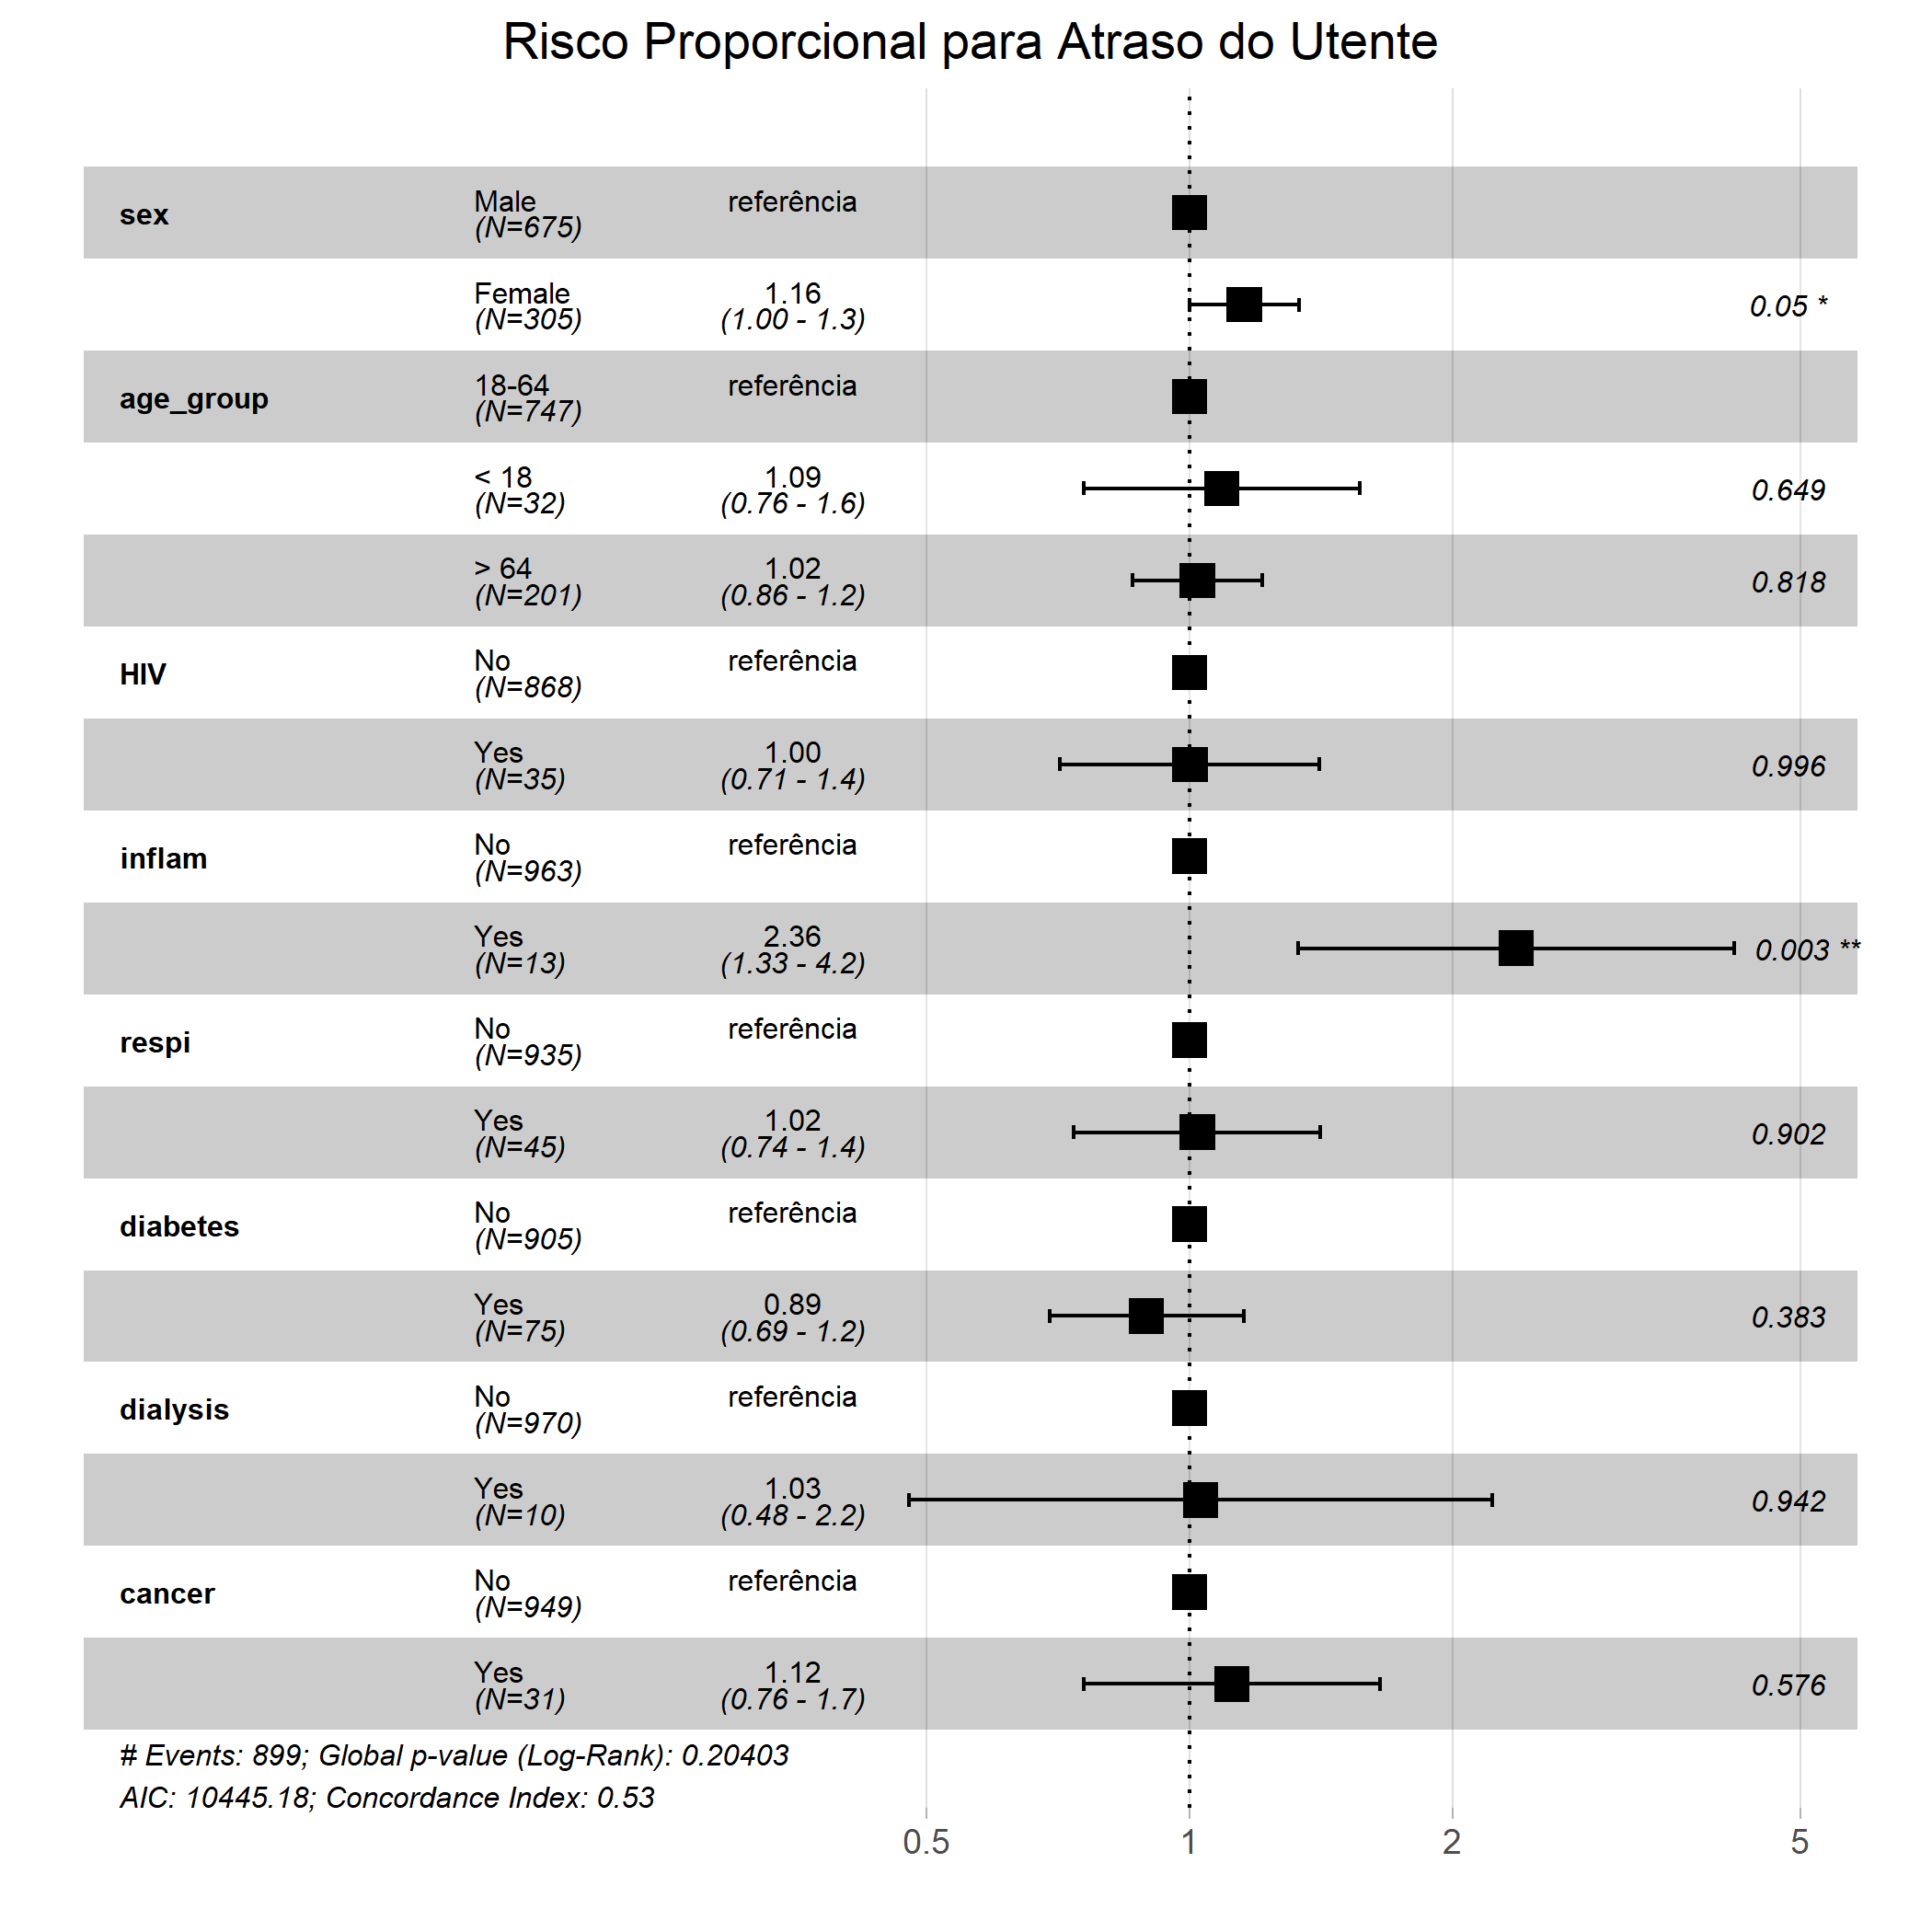 Risco Proporcional para Atraso do Utente
sex
Male
(N=675)
referência
Female
(N=305)
1.16
(1.00 - 1.3)
0.05 *
age_group
18-64
(N=747)
referência
< 18
(N=32)
1.09
(0.76 - 1.6)
0.649
> 64
(N=201)
1.02
(0.86 - 1.2)
0.818
HIV
No
(N=868)
referência
Yes
(N=35)
1.00
(0.71 - 1.4)
0.996
inflam
No
(N=963)
referência
Yes
(N=13)
2.36
(1.33 - 4.2)
0.003 **
respi
No
(N=935)
referência
Yes
(N=45)
1.02
(0.74 - 1.4)
0.902
diabetes
No
(N=905)
referência
Yes
(N=75)
0.89
(0.69 - 1.2)
0.383
dialysis
No
(N=970)
referência
Yes
(N=10)
1.03
(0.48 - 2.2)
0.942
cancer
No
(N=949)
referência
Yes
(N=31)
1.12
(0.76 - 1.7)
0.576
# Events: 899; Global p-value (Log-Rank): 0.20403
AIC: 10445.18; Concordance Index: 0.53
0.5 1 2 5